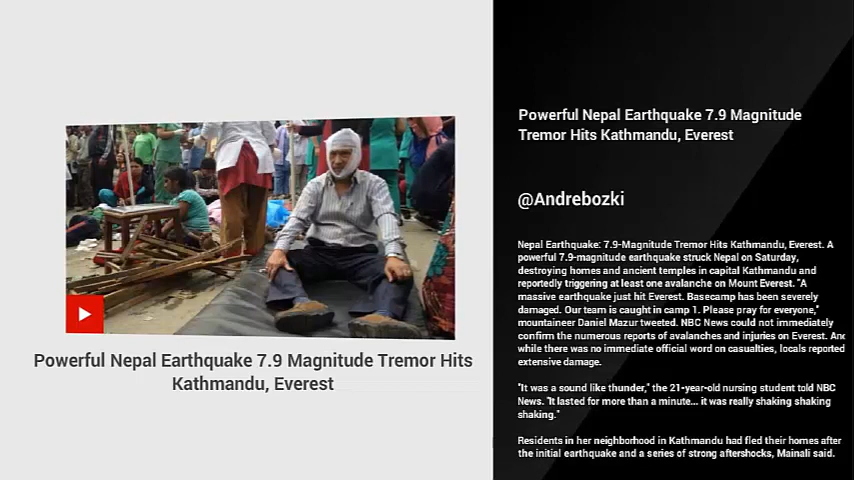 Powerful Nepal Earthquake 7.9 Magnitude Tremor Hits
Kathmandu, Everest
Powerful Nepal Earthquake 7.9 Magnitude
Tremor Hits Kathmandu, Everest
@Andrebozki
Nepal Earthquake: 7.9-Magnitude Tremor Hits Kathmandu, Everest. A
powerful 7.9-magnitude earthquake struck Nepal on Saturday,
destroying homes and ancient temples in capital Kathmandu and
reportedly triggering at least one avalanche on Mount Everest. "A
massive earthquake just hit Everest. Basecamp has been severely
damaged. Our team is caught in camp 1. Please pray for everyone,"
mountaineer Daniel Mazur tweeted. NBC News could not immediately
confirm the numerous reports of avalanches and injuries on Everest. And
while there was no immediate official word on casualties, locals reported
extensive damage.
"It was a sound like thunder," the 21-year-old nursing student told NBC
News. "It lasted for more than a minute... it was really shaking shaking
shaking."
Residents in her neighborhood in Kathmandu had fled their homes after
the initial earthquake and a series of strong aftershocks, Mainali said.